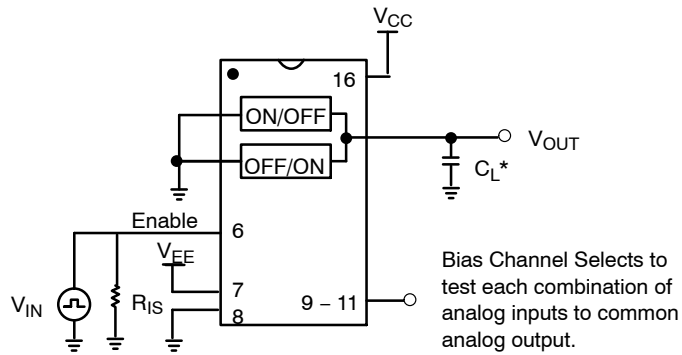 V_CC
16
ON/OFF
V_OUT
OFF/ON
C_L*
Enable
6
V_EE
Bias Channel Selects to
test each combination of
analog inputs to common
analog output.
V_IN
R_IS
7
9 – 11
8